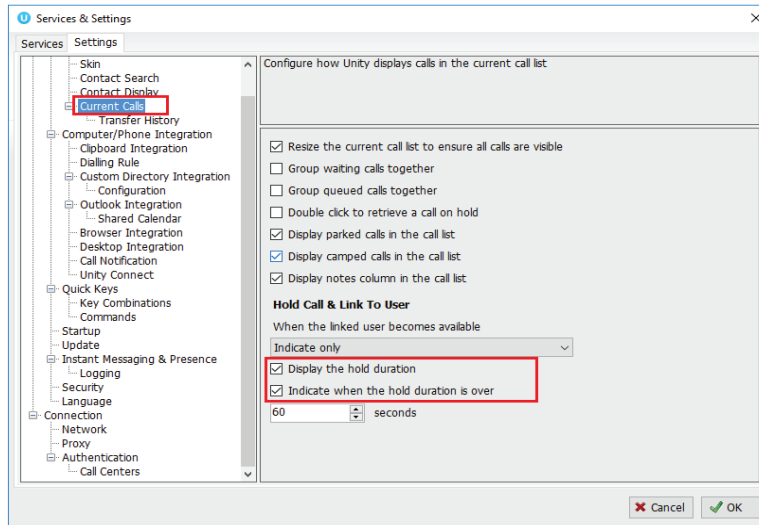 Services & Settings
Services
Settings
Skin
Contact Search
Contact Display
Current Calls
Transfer History
Computer/Phone Integration
Clipboard Integration
Dialling Rule
Custom Directory Integration
Configuration
Outlook Integration
Shared Calendar
Browser Integration
Desktop Integration
Call Notification
Unity Connect
Quick Keys
Key Combinations
Commands
Startup
Update
Instant Messaging & Presence
Logging
Security
Language
Connection
Network
Proxy
Authentication
Call Centers
Configure how Unity displays calls in the current call list
Resize the current call list to ensure all calls are visible
Group waiting calls together
Group queued calls together
Double click to retrieve a call on hold
Display parked calls in the call list
Display camped calls in the call list
Display notes column in the call list
Hold Call & Link To User
When the linked user becomes available
Indicate only
Display the hold duration
Indicate when the hold duration is over
60 seconds
Cancel
OK